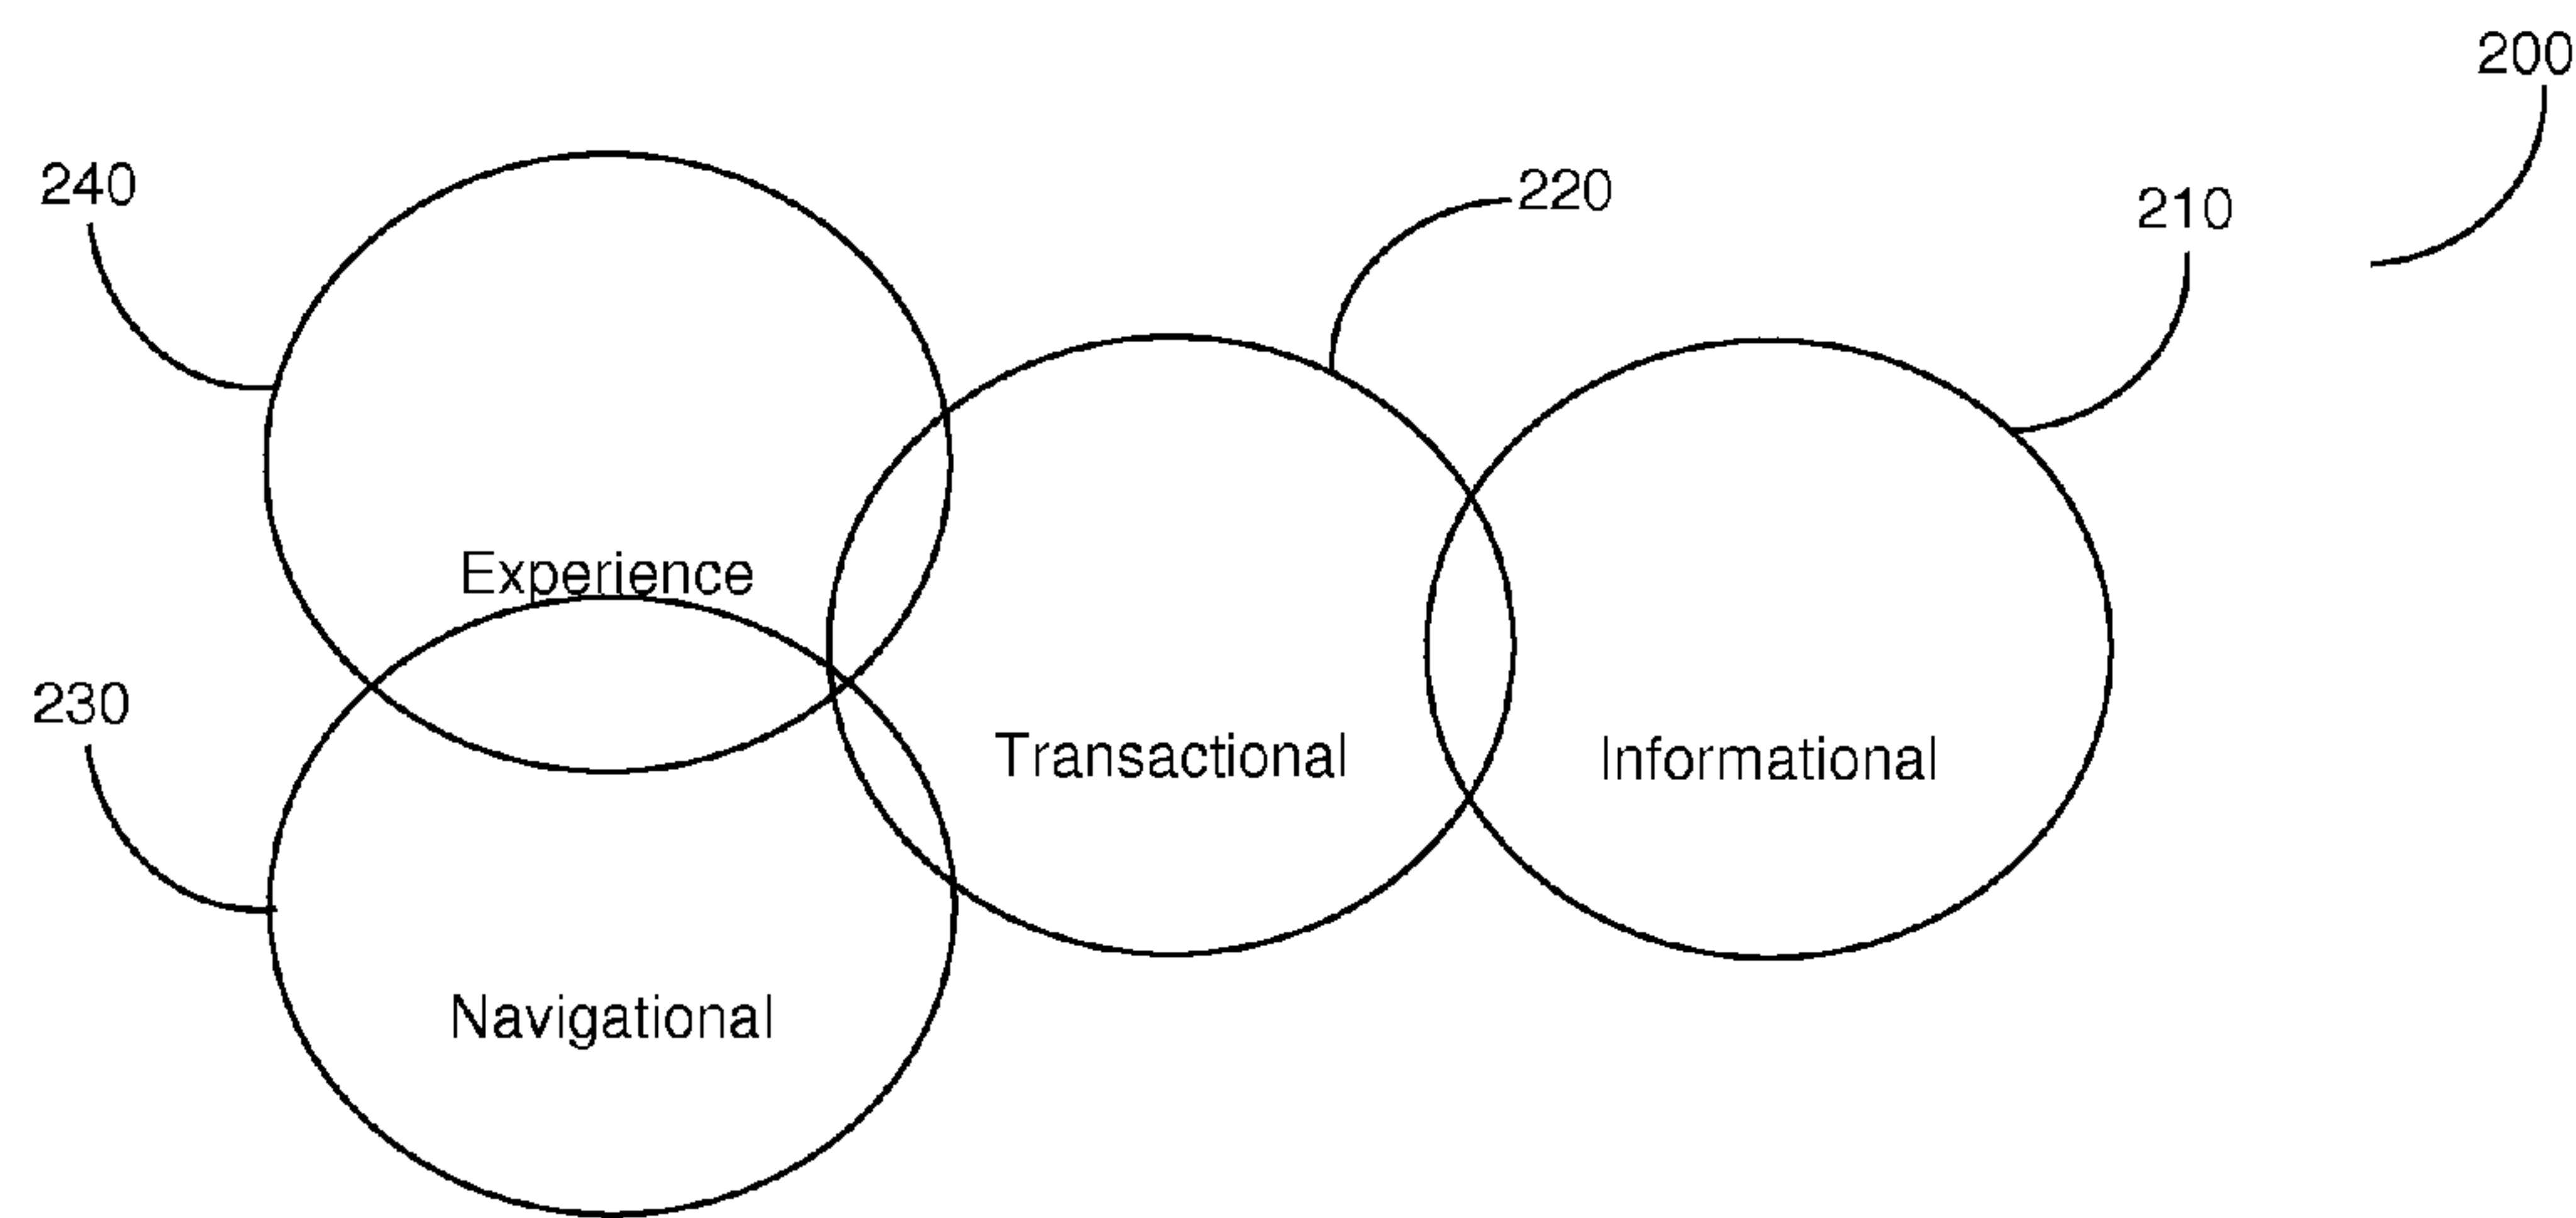 200
240
220
210
Experience
230
Transactional
Informational
Navigational